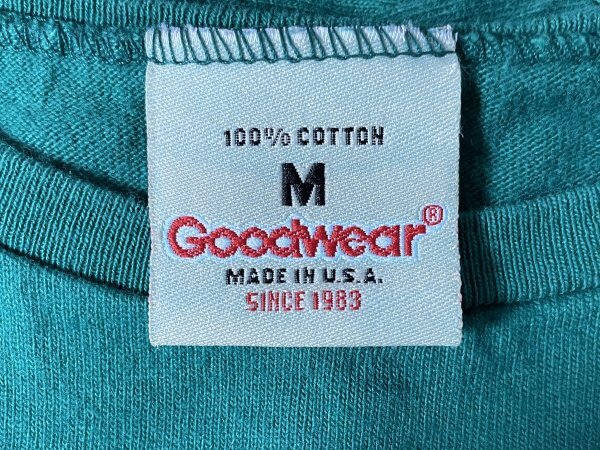 100% COTTON
M
Goodwear®
MADE IN U.S.A.
SINCE 1983